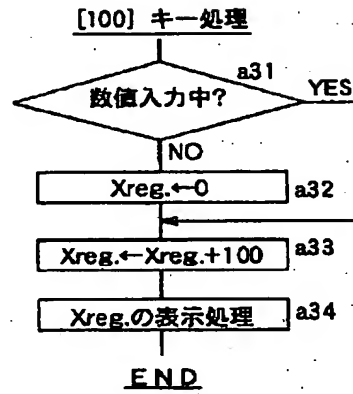 [100] キー処理
a31
数値入力中?
YES
NO
Xreg.←0
a32
Xreg.←Xreg.+100
a33
Xreg.の表示処理
a34
END